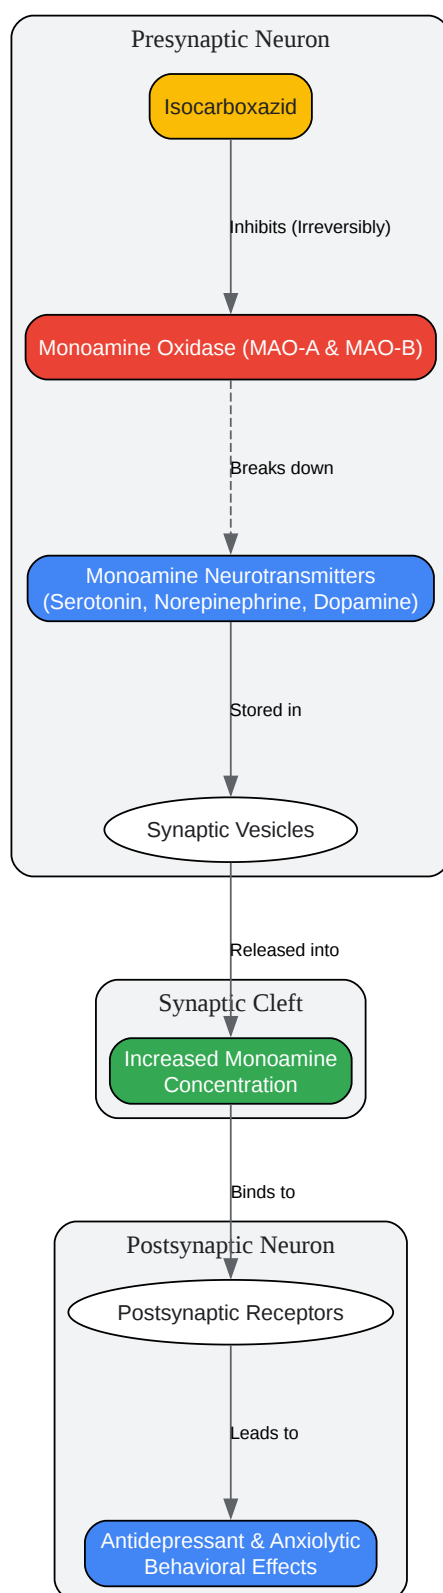 Presynaptic Neuron
Isocarboxazid
Inhibits (Irreversibly)
Monoamine Oxidase (MAO-A & MAO-B)
Breaks down
Monoamine Neurotransmitters
(Serotonin, Norepinephrine, Dopamine)
Stored in
Synaptic Vesicles
Released into
Synaptic Cleft
Increased Monoamine
Concentration
Binds to
Postsynaptic Neuron
Postsynaptic Receptors
Leads to
Antidepressant & Anxiolytic
Behavioral Effects